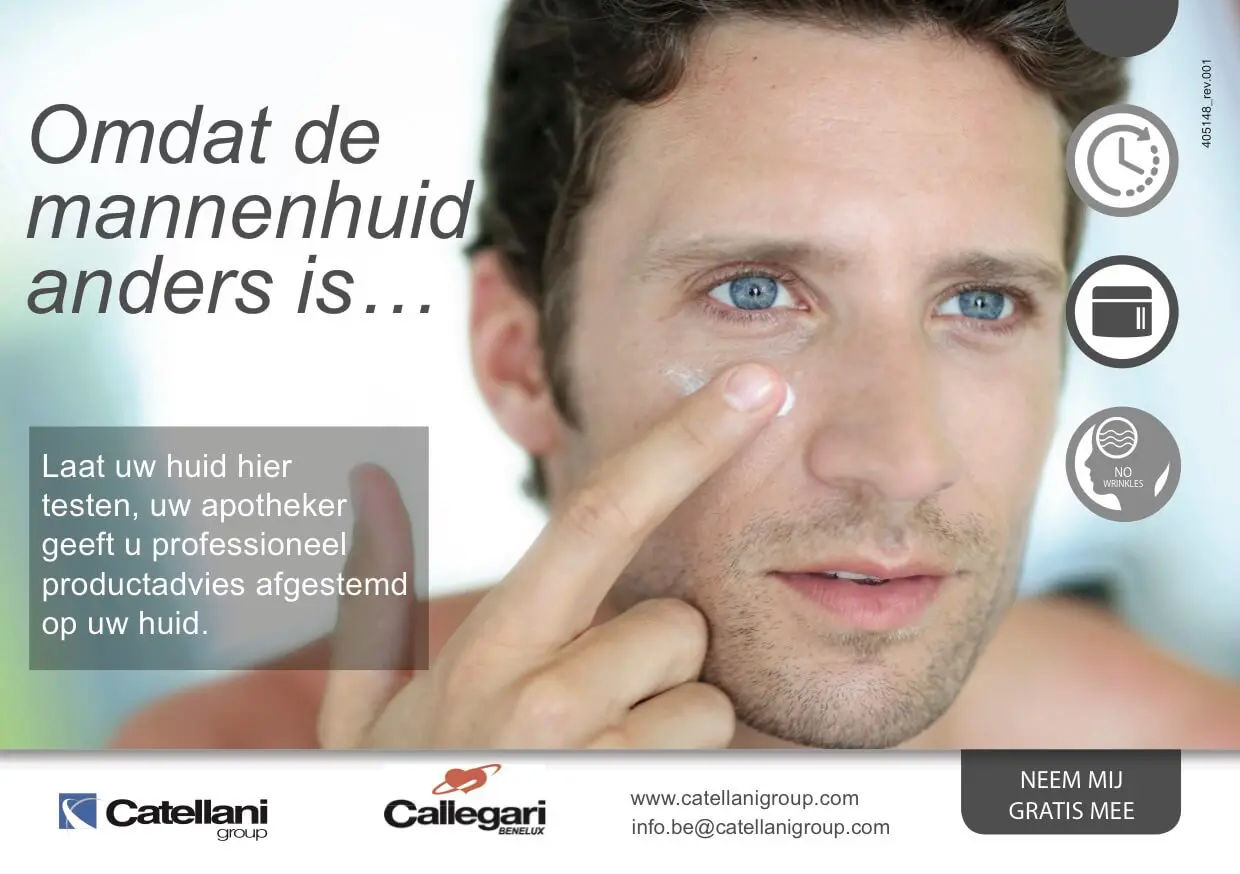 Omdat de
mannenhuid
anders is…
405148_rev.001
NO
WRINKLES
Laat uw huid hier
testen, uw apotheker
geeft u professioneel
productadvies afgestemd
op uw huid.
Catellani
group
Callegari
BENELUX
www.catellanigroup.com
info.be@catellanigroup.com
NEEM MIJ
GRATIS MEE